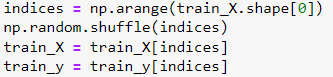 indices = np.arange(train_X.shape[0])
np.random.shuffle(indices)
train_X = train_X[indices]
train_y = train_y[indices]